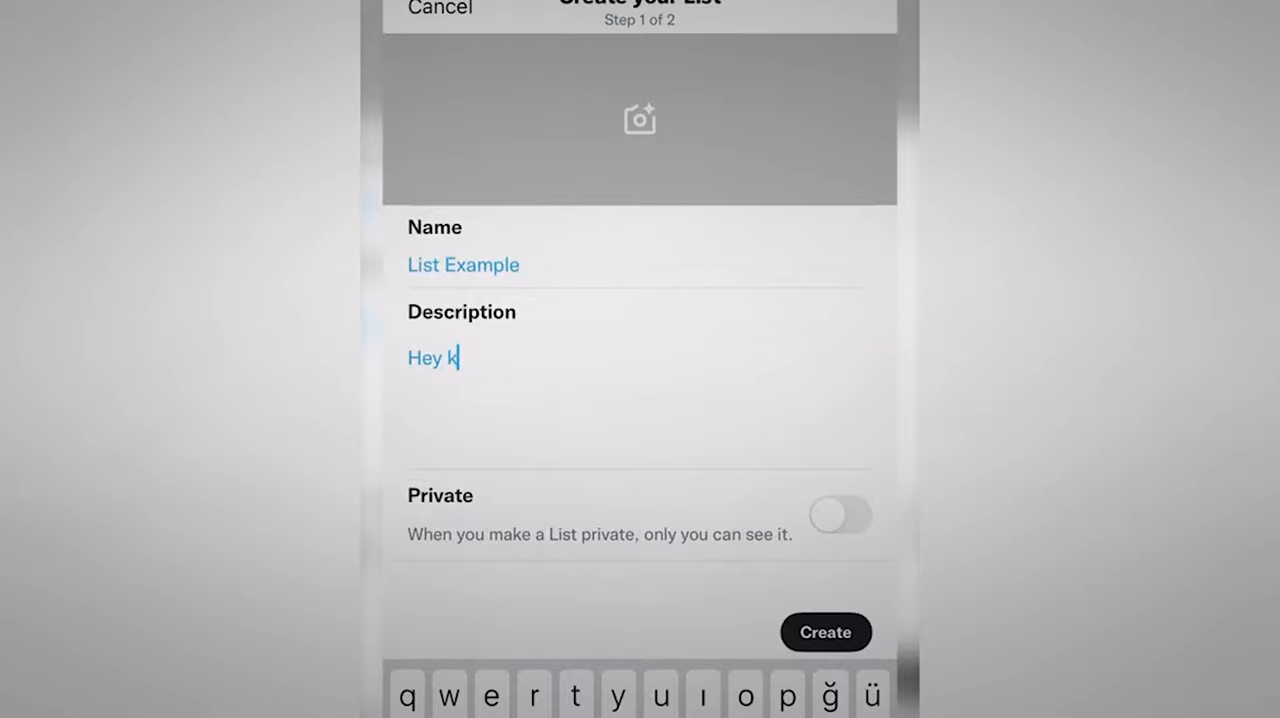 Cancel
Create your List
Step 1 of 2
Name
List Example
Description
Hey k
Private
When you make a List private, only you can see it.
Create
q w e r t y u ı o p ğ ü